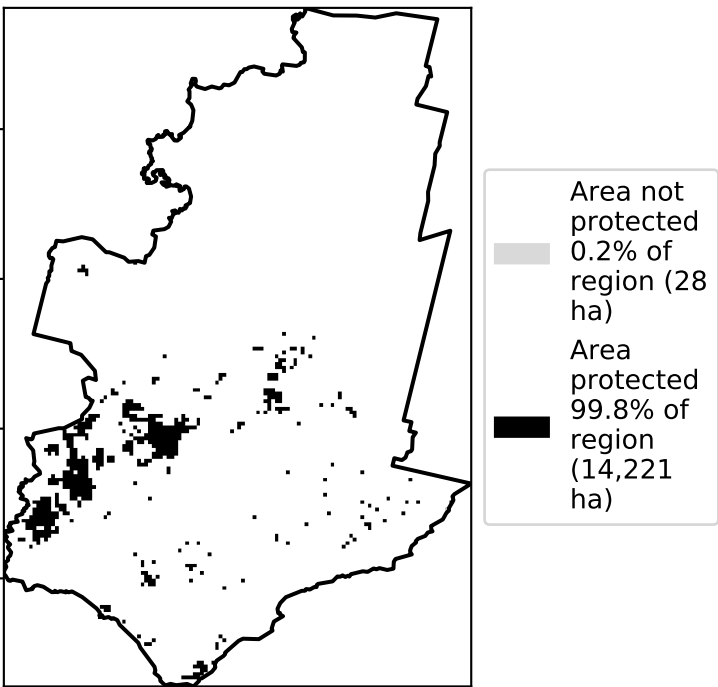 Area not
protected
0.2% of
region (28
ha)
Area
protected
99.8% of
region
(14,221
ha)